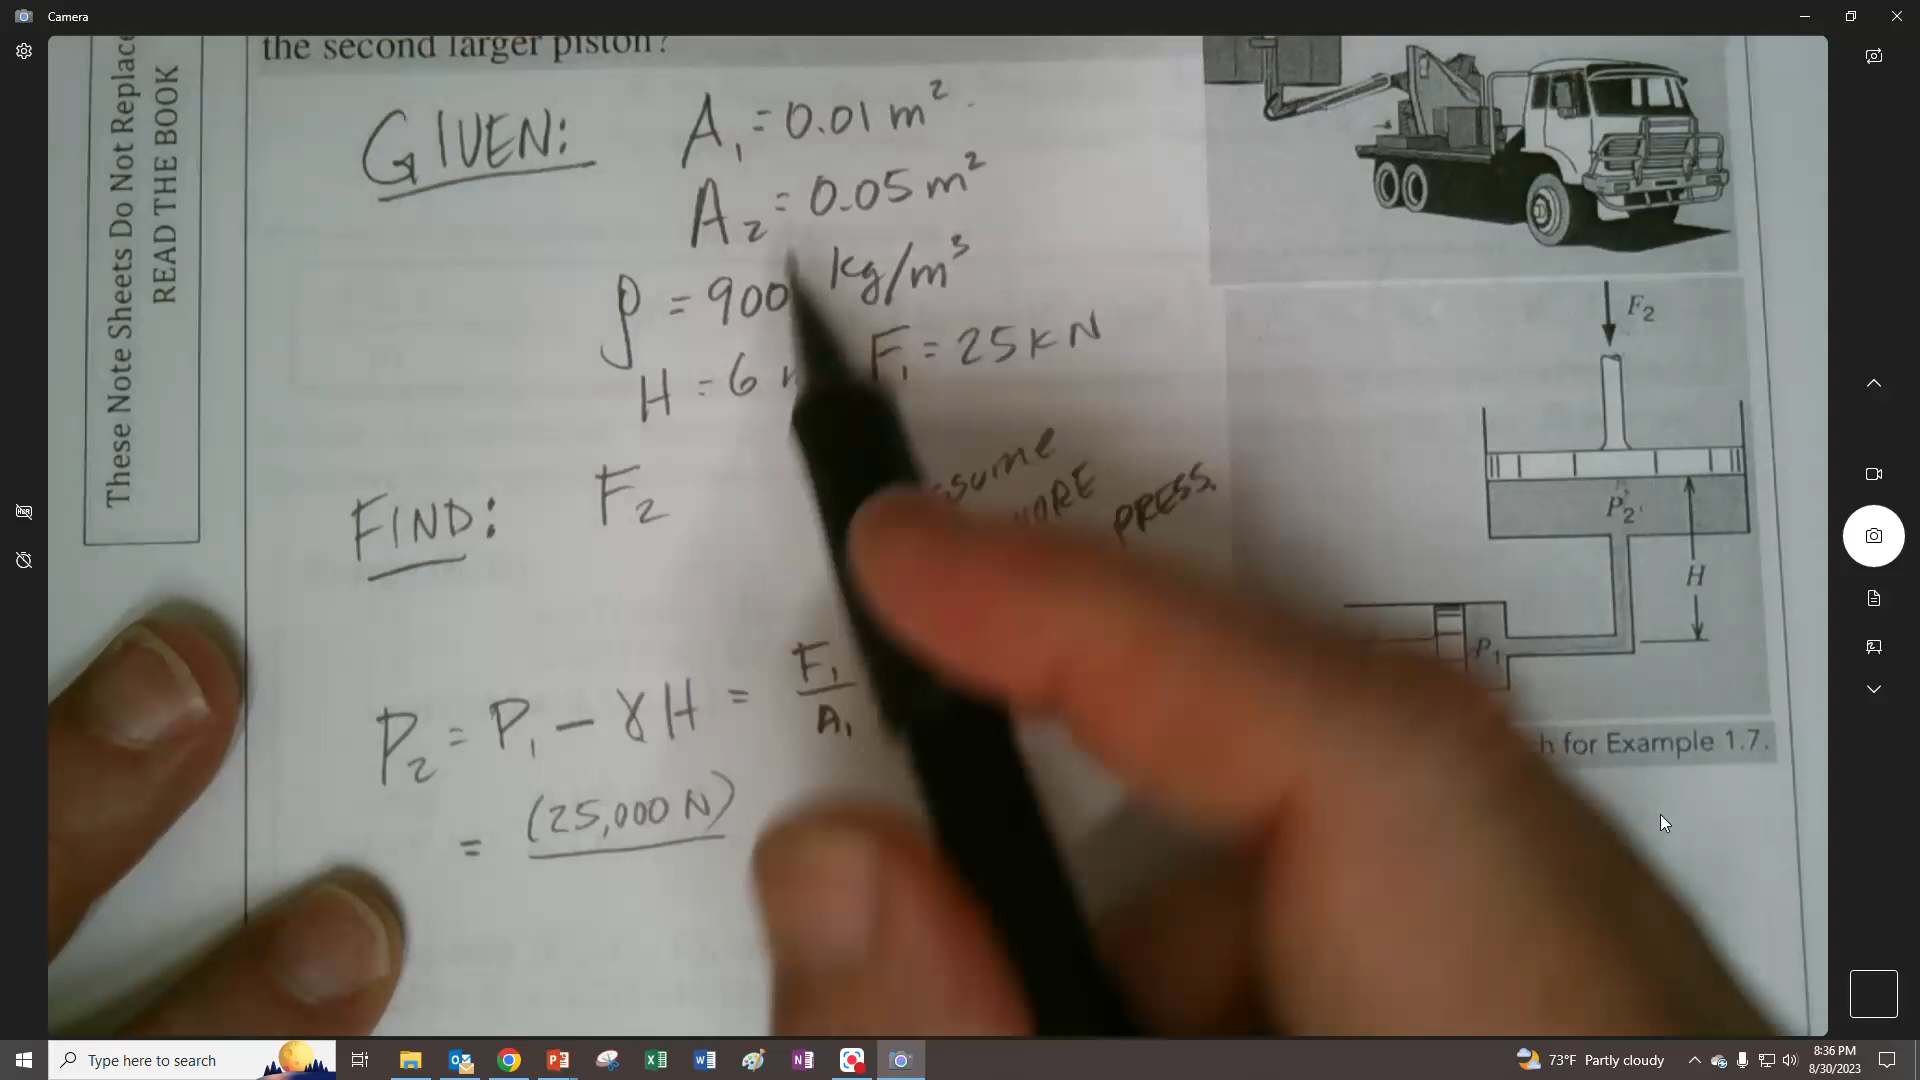 Camera
the second larger piston?
These Note Sheets Do Not Replace
READ THE BOOK
GIVEN:
A₁ = 0.01 m²
A₂ = 0.05 m²
ρ = 900 kg/m³
H = 6
F₁ = 25 KN
FIND: F₂
PRESS.
P₂ = P₁ - γH = F₁/A₁
= (25,000 N)
F₂
P₂
H
P₁
for Example 1.7.
Type here to search
73°F Partly cloudy
8:36 PM
8/30/2023